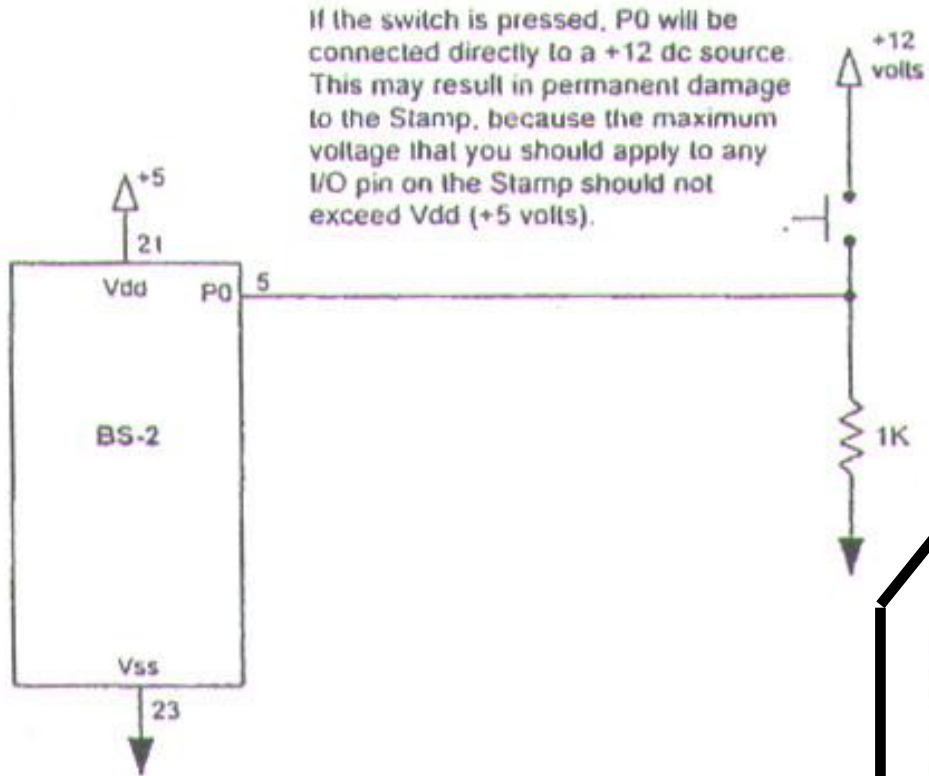 If the switch is pressed, P0 will be
connected directly to a +12 dc source.
This may result in permanent damage
to the Stamp, because the maximum
voltage that you should apply to any
I/O pin on the Stamp should not
exceed Vdd (+5 volts).
+12
volts
+5
21
Vdd
P0
5
BS-2
1K
Vss
23